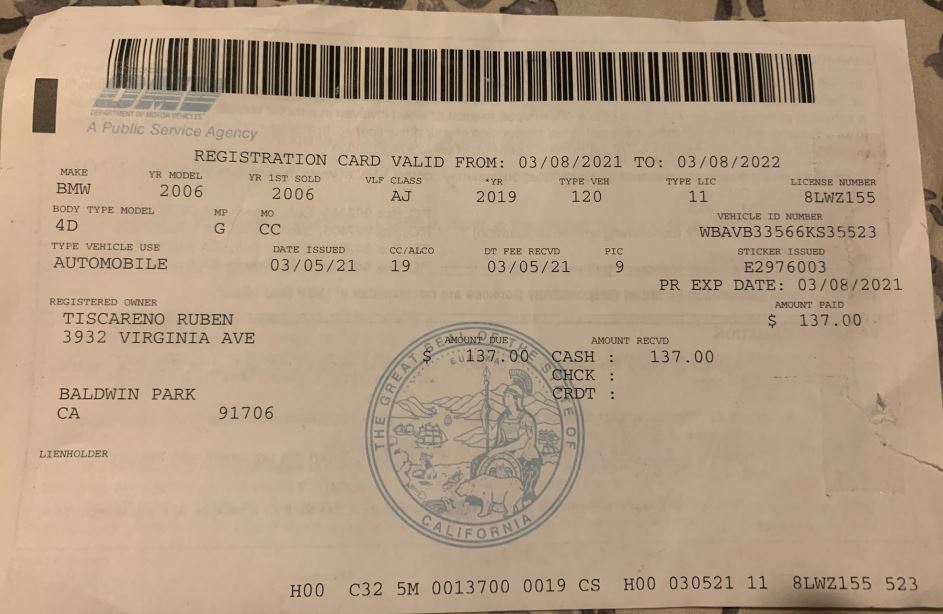 DMV
DEPARTMENT OF MOTOR VEHICLES
A Public Service Agency
REGISTRATION CARD VALID FROM: 03/08/2021 TO: 03/08/2022
MAKE YR MODEL YR 1ST SOLD VLF CLASS *YR TYPE VEH TYPE LIC LICENSE NUMBER
BMW 2006 2006 AJ 2019 120 11 8LWZ155
BODY TYPE MODEL MP MO VEHICLE ID NUMBER
4D G CC WBAVB33566KS35523
TYPE VEHICLE USE DATE ISSUED CC/ALCO DT FEE RECVD PIC STICKER ISSUED
AUTOMOBILE 03/05/21 19 03/05/21 9 E2976003
PR EXP DATE: 03/08/2021
REGISTERED OWNER AMOUNT PAID
TISCARENO RUBEN $ 137.00
3932 VIRGINIA AVE
AMOUNT DUE AMOUNT RECVD
$ 137.00 CASH : 137.00
CHCK :
CRDT :
BALDWIN PARK
CA 91706
LIENHOLDER
THE GREAT SEAL OF THE STATE OF CALIFORNIA
H00 C32 5M 0013700 0019 CS H00 030521 11 8LWZ155 523